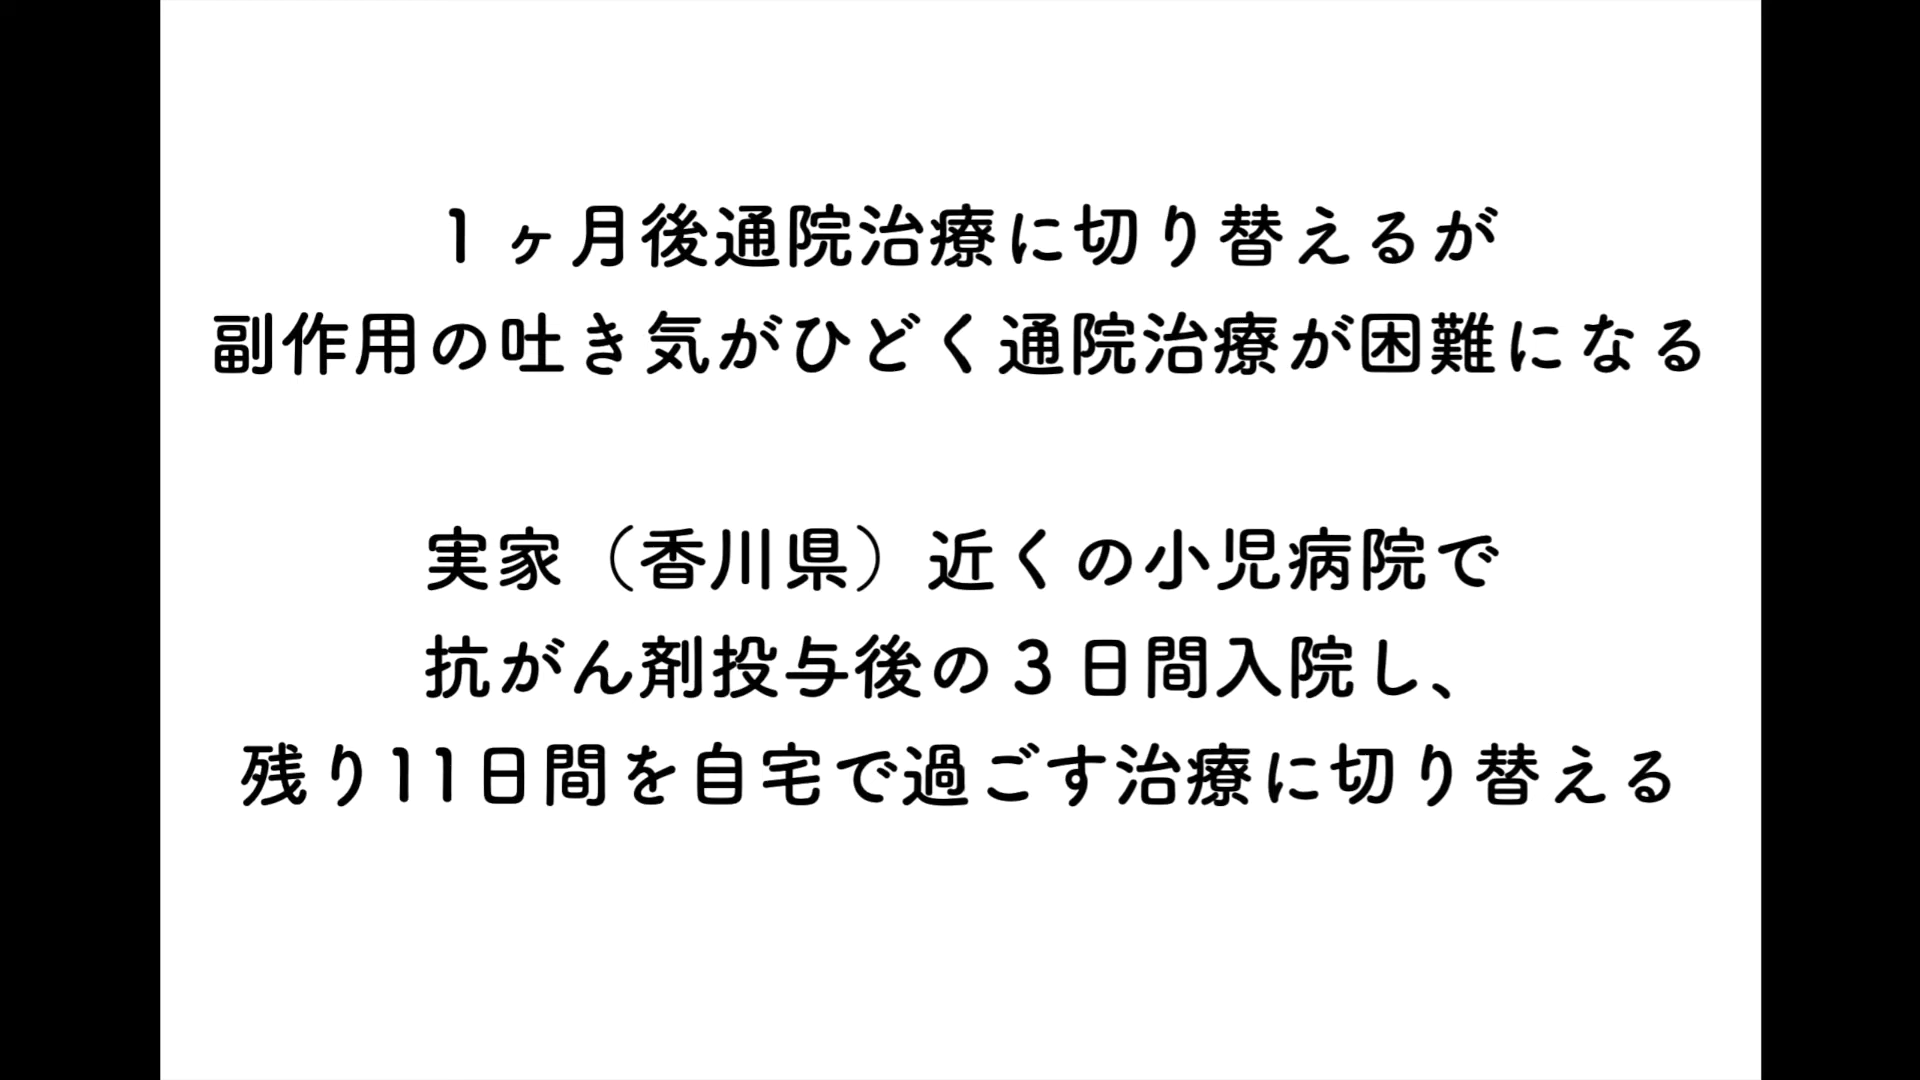 １ヶ月後通院治療に切り替えるが
副作用の吐き気がひどく通院治療が困難になる
実家（香川県）近くの小児病院で
抗がん剤投与後の３日間入院し、
残り11日間を自宅で過ごす治療に切り替える